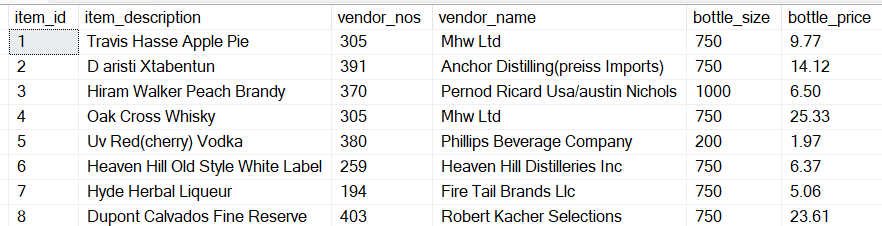 item_id item_description vendor_nos vendor_name bottle_size bottle_price
1 Travis Hasse Apple Pie 305 Mhw Ltd 750 9.77
2 D aristi Xtabentun 391 Anchor Distilling(preiss Imports) 750 14.12
3 Hiram Walker Peach Brandy 370 Pernod Ricard Usa/austin Nichols 1000 6.50
4 Oak Cross Whisky 305 Mhw Ltd 750 25.33
5 Uv Red(cherry) Vodka 380 Phillips Beverage Company 200 1.97
6 Heaven Hill Old Style White Label 259 Heaven Hill Distilleries Inc 750 6.37
7 Hyde Herbal Liqueur 194 Fire Tail Brands Llc 750 5.06
8 Dupont Calvados Fine Reserve 403 Robert Kacher Selections 750 23.61